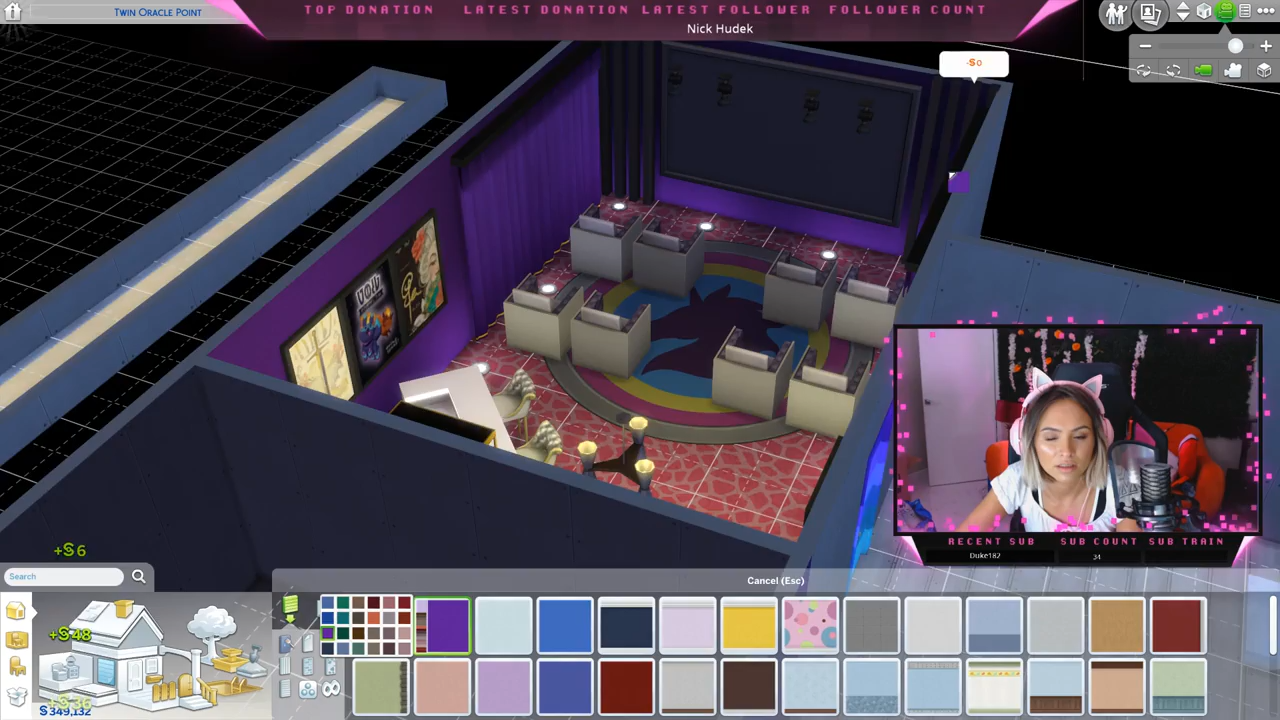 TWIN ORACLE POINT
TOP DONATION LATEST DONATION LATEST FOLLOWER FOLLOWER COUNT
Nick Hudek
-§0
RECENT SUB SUB COUNT SUB TRAIN
Duke182 34
+§6
Search
Cancel (Esc)
+§48
§349,132